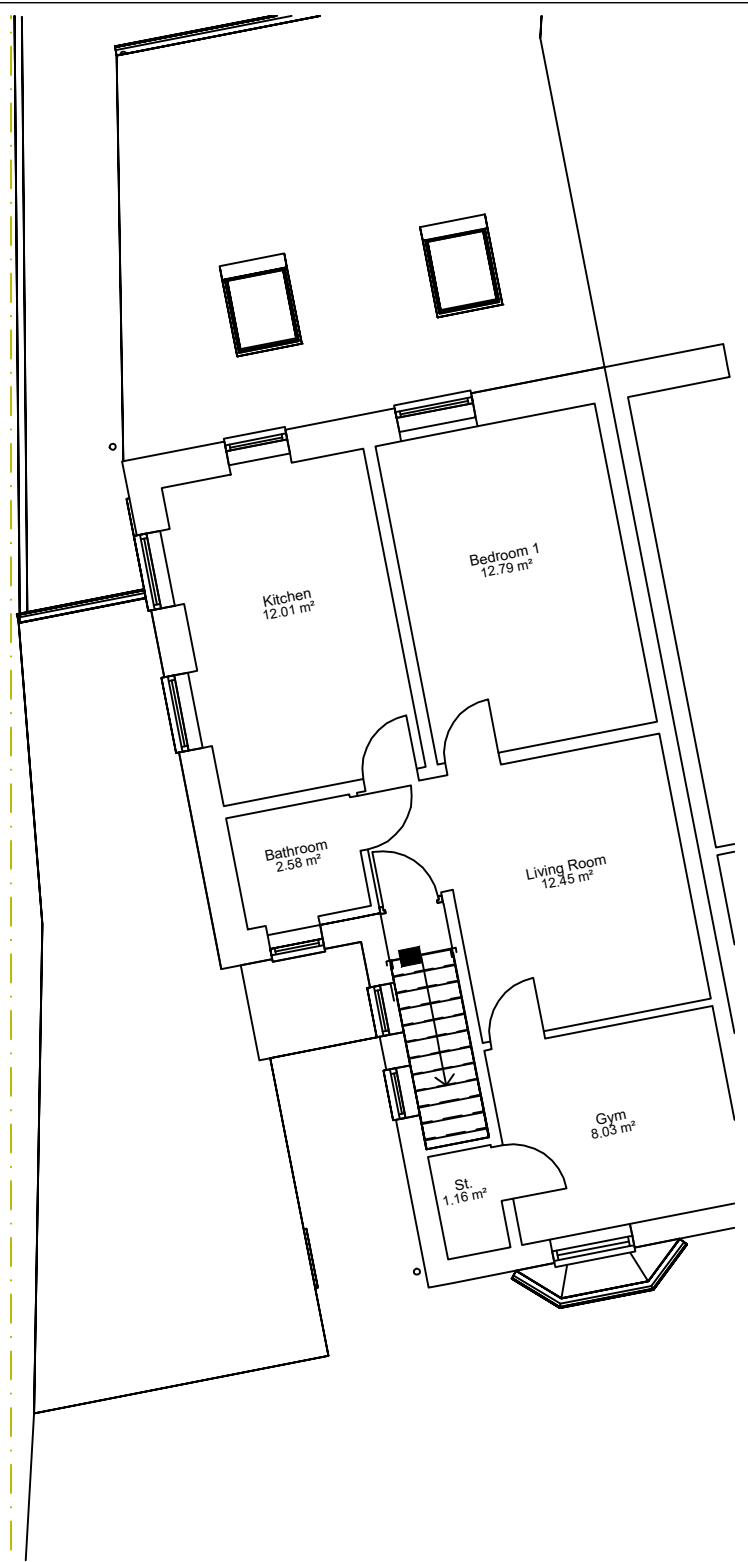 Bedroom 1
12.79 m²
Kitchen
12.01 m²
Bathroom
2.58 m²
Living Room
12.45 m²
Gym
8.03 m²
St.
1.16 m²